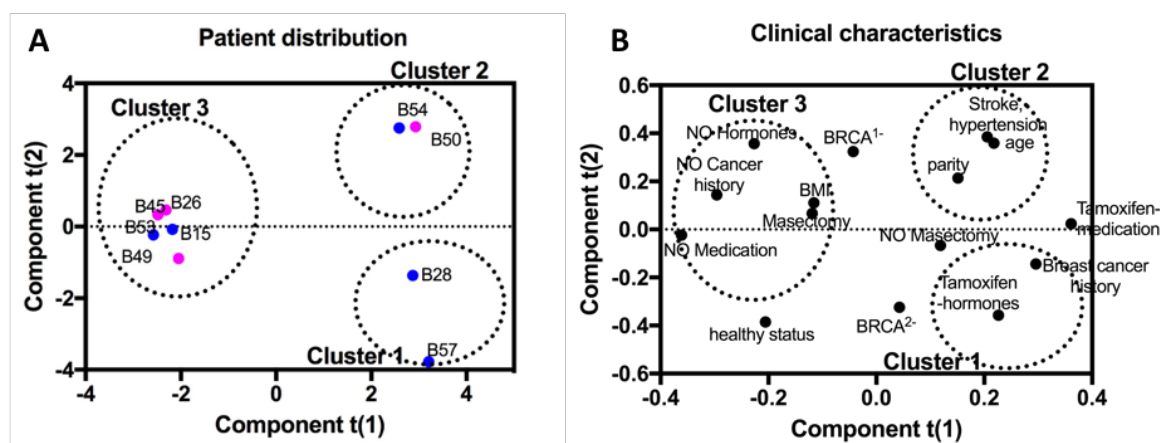 A
Patient distribution
Cluster 2
Cluster 3
B54
B50
B45
B26
B53
B15
B49
B28
B57
Cluster 1
4
2
0
-2
-4
-4
-2
0
2
4
Component t(2)
Component t(1)
B
Clinical characteristics
Cluster 2
Cluster 3
Stroke,
hypertension
age
NO Hormones
BRCA1-
NO Cancer
history
parity
BMI
Masectomy
Tamoxifen-
medication
NO Medication
NO Masectomy
Breast cancer
history
Tamoxifen
-hormones
healthy status
BRCA2-
Cluster 1
0.6
0.4
0.2
0.0
-0.2
-0.4
-0.6
-0.4
-0.2
0.0
0.2
0.4
Component t(2)
Component t(1)